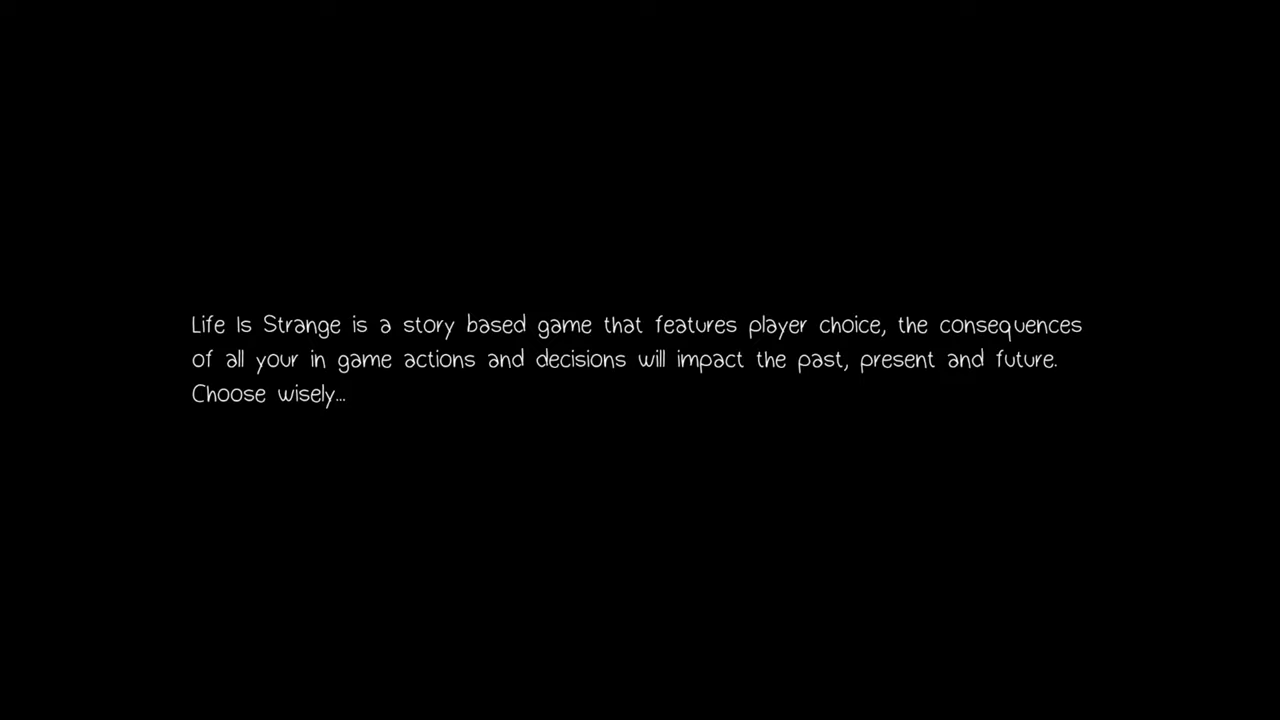 Life Is Strange is a story based game that features player choice, the consequences
of all your in game actions and decisions will impact the past, present and future.
Choose wisely...